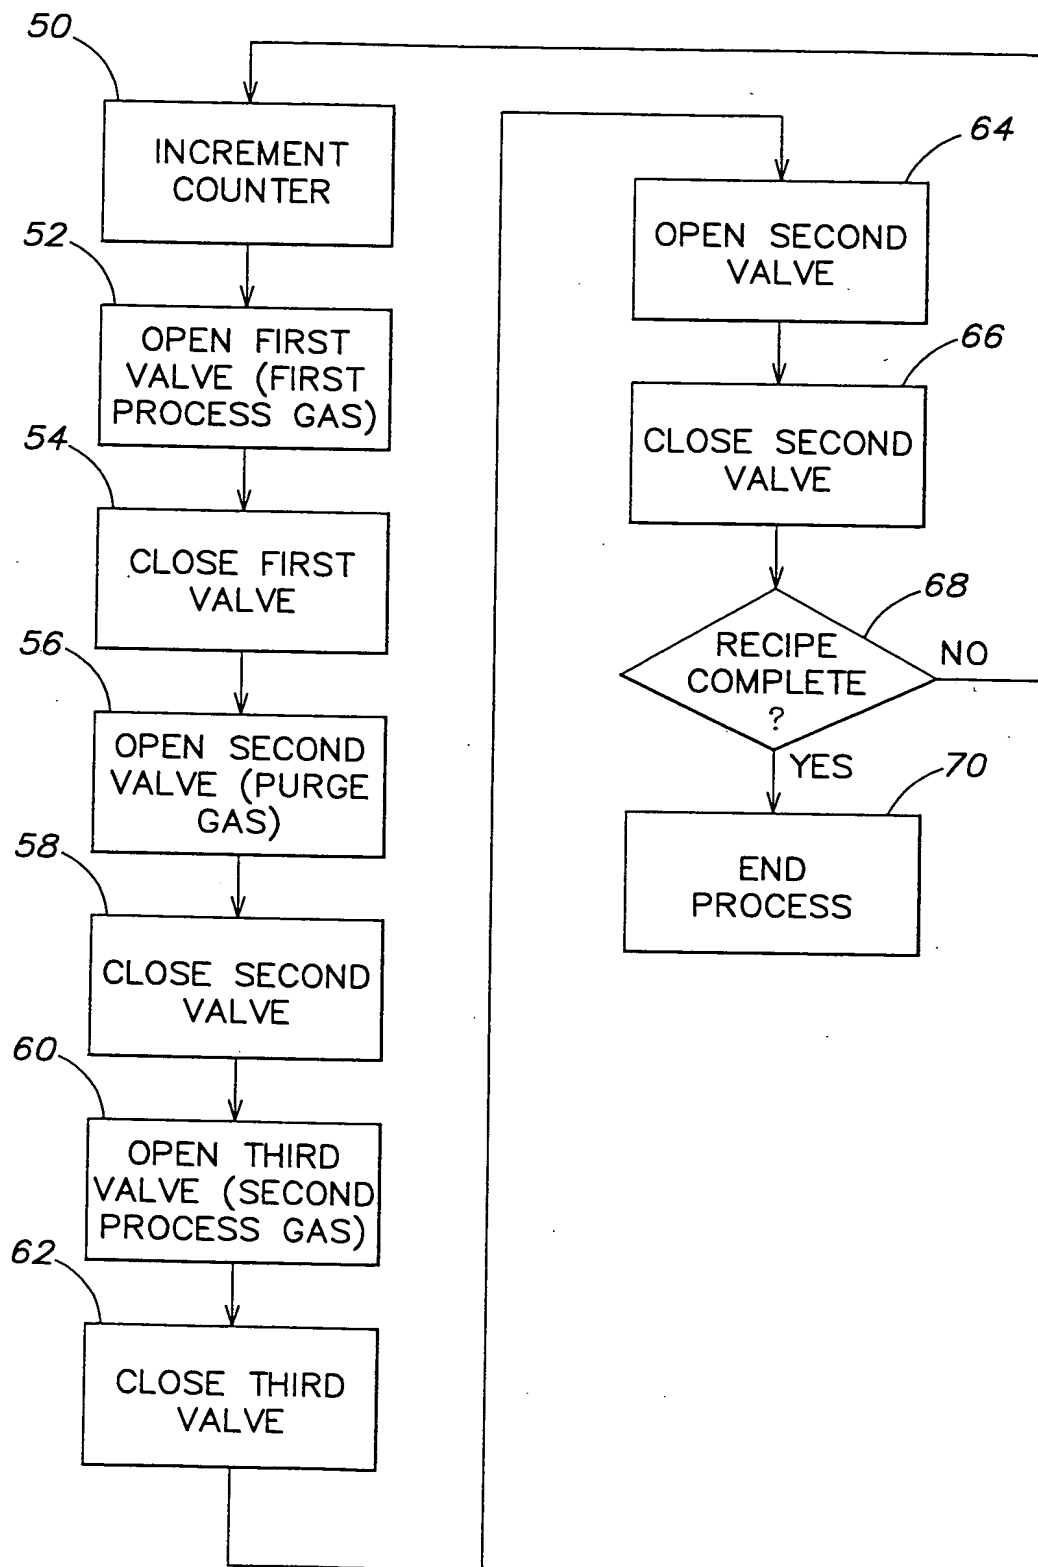 50
INCREMENT
COUNTER
52
OPEN FIRST
VALVE (FIRST
PROCESS GAS)
54
CLOSE FIRST
VALVE
56
OPEN SECOND
VALVE (PURGE
GAS)
58
CLOSE SECOND
VALVE
60
OPEN THIRD
VALVE (SECOND
PROCESS GAS)
62
CLOSE THIRD
VALVE
64
OPEN SECOND
VALVE
66
CLOSE SECOND
VALVE
68
RECIPE
COMPLETE
?
NO
YES
70
END
PROCESS